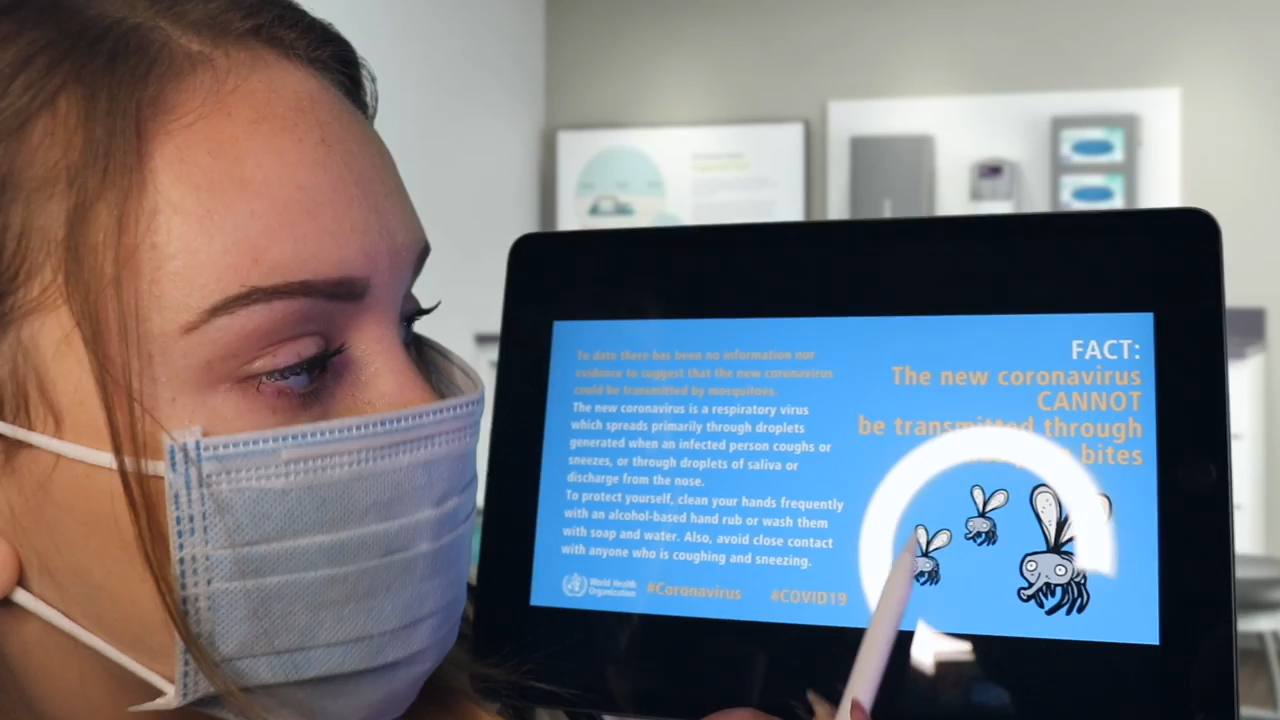 To date there has been no information nor
evidence to suggest that the new coronavirus
could be transmitted by mosquitoes.
The new coronavirus is a respiratory virus
which spreads primarily through droplets
generated when an infected person coughs or
sneezes, or through droplets of saliva or
discharge from the nose.
To protect yourself, clean your hands frequently
with an alcohol-based hand rub or wash them
with soap and water. Also, avoid close contact
with anyone who is coughing and sneezing.
World Health
Organization
#Coronavirus #COVID19
FACT:
The new coronavirus
CANNOT
be transmitted through
bites